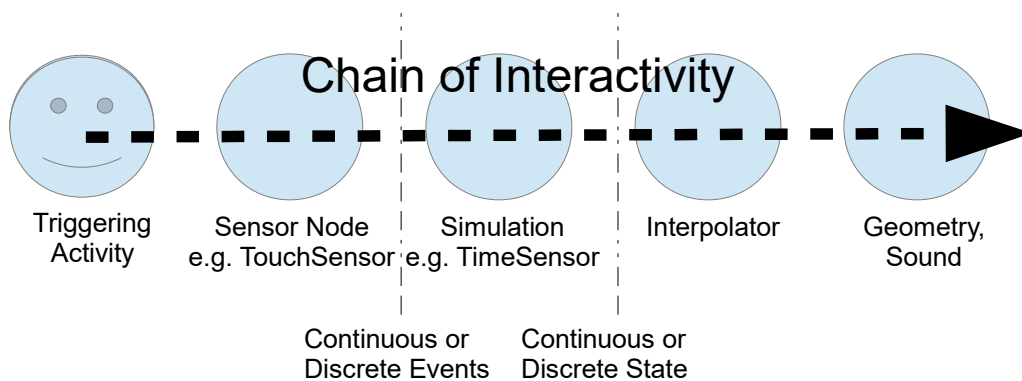 Chain of Interactivity
Triggering
Activity
Sensor Node
e.g. TouchSensor
Simulation
e.g. TimeSensor
Interpolator
Geometry,
Sound
Continuous or
Discrete Events
Continuous or
Discrete State